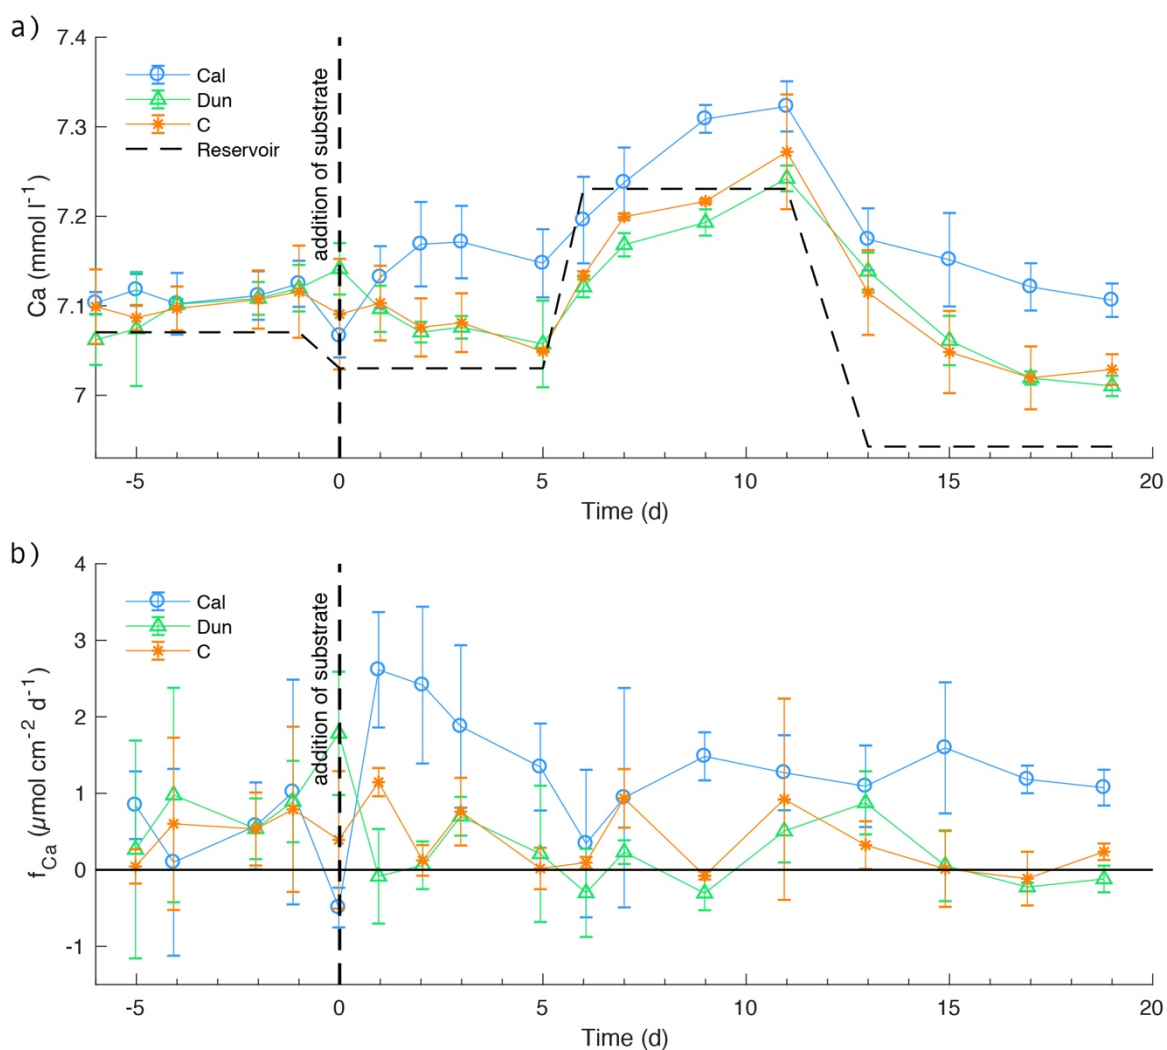 a)
Ca (mmol l-1)
7.4
7.3
7.2
7.1
7
Cal
Dun
C
Reservoir
addition of substrate
-5
0
5
10
15
20
Time (d)
b)
fCa (μmol cm-2 d-1)
4
3
2
1
0
-1
Cal
Dun
C
addition of substrate
-5
0
5
10
15
20
Time (d)